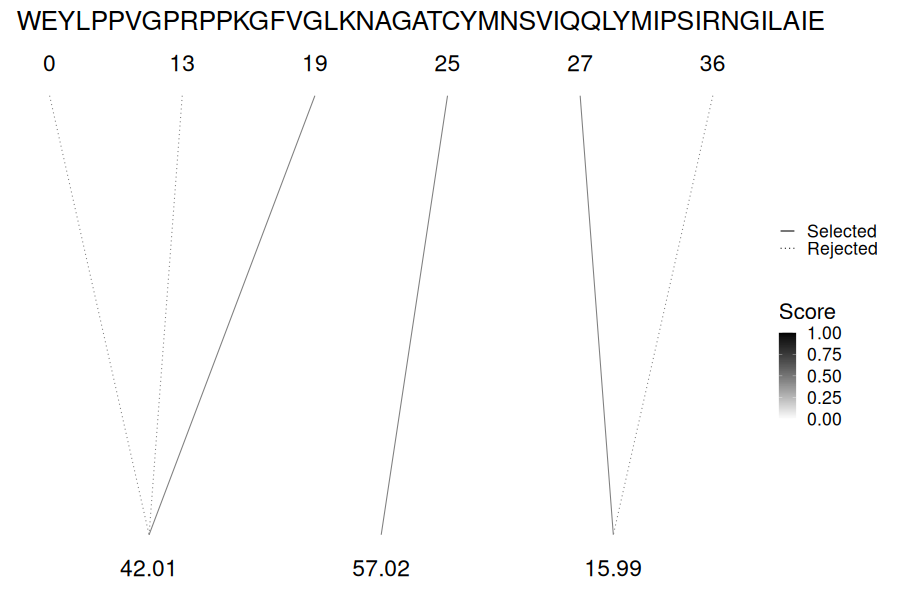 WEYLPPVGPRPPKGFVGLKNAGATCYMNSVIQQLYMIPSIRNGILAIE
0 13 19 25 27 36
Selected
Rejected
Score
1.00
0.75
0.50
0.25
0.00
42.01 57.02 15.99